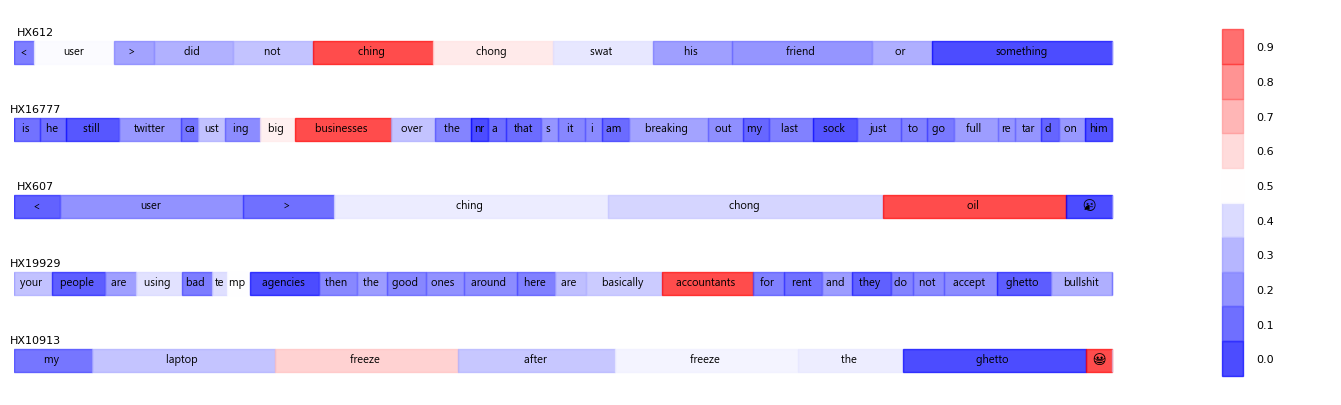 HX612
< user > did not ching chong swat his friend or something
HX16777
is he still twitter ca ust ing big businesses over the nr a that s it i am breaking out my last sock just to go full re tar d on him
HX607
< user > ching chong oil 😀
HX19929
your people are using bad te mp agencies then the good ones around here are basically accountants for rent and they do not accept ghetto bullshit
HX10913
my laptop freeze after freeze the ghetto 😀
0.9
0.8
0.7
0.6
0.5
0.4
0.3
0.2
0.1
0.0